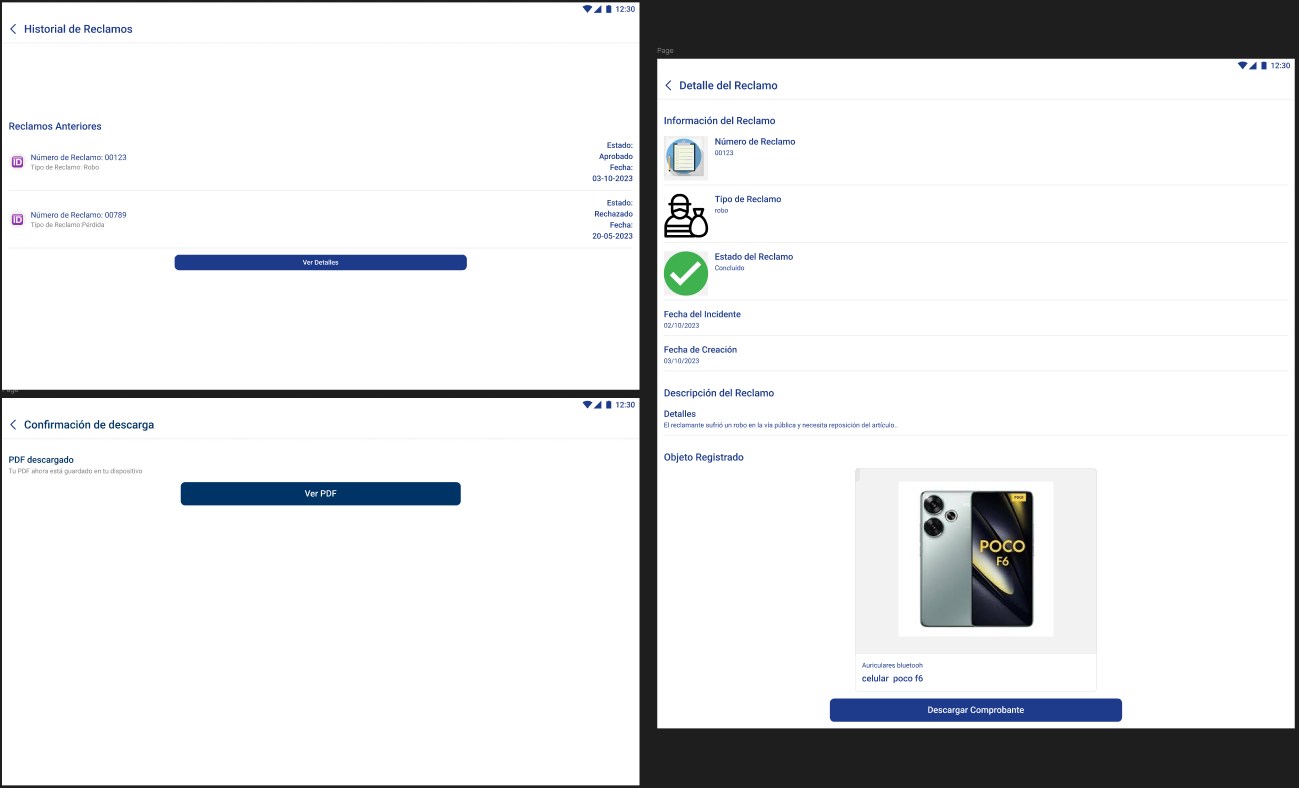 12:30
Historial de Reclamos
Reclamos Anteriores
ID
Número de Reclamo: 00123
Tipo de Reclamo: Robo
Estado:
Aprobado
Fecha:
03-10-2023
ID
Número de Reclamo: 00789
Tipo de Reclamo:Pérdida
Estado:
Rechazado
Fecha:
20-05-2023
Ver Detalles
12:30
Confirmación de descarga
PDF descargado
Tu PDF ahora está guardado en tu dispositivo
Ver PDF
Page
12:30
Detalle del Reclamo
Información del Reclamo
Número de Reclamo
00123
Tipo de Reclamo
robo
Estado del Reclamo
Concluido
Fecha del Incidente
02/10/2023
Fecha de Creación
03/10/2023
Descripción del Reclamo
Detalles
El reclamante sufrió un robo en la vía pública y necesita reposición del artículo..
Objeto Registrado
POCO
F6
Auriculares bluetooh
celular poco f6
Descargar Comprobante